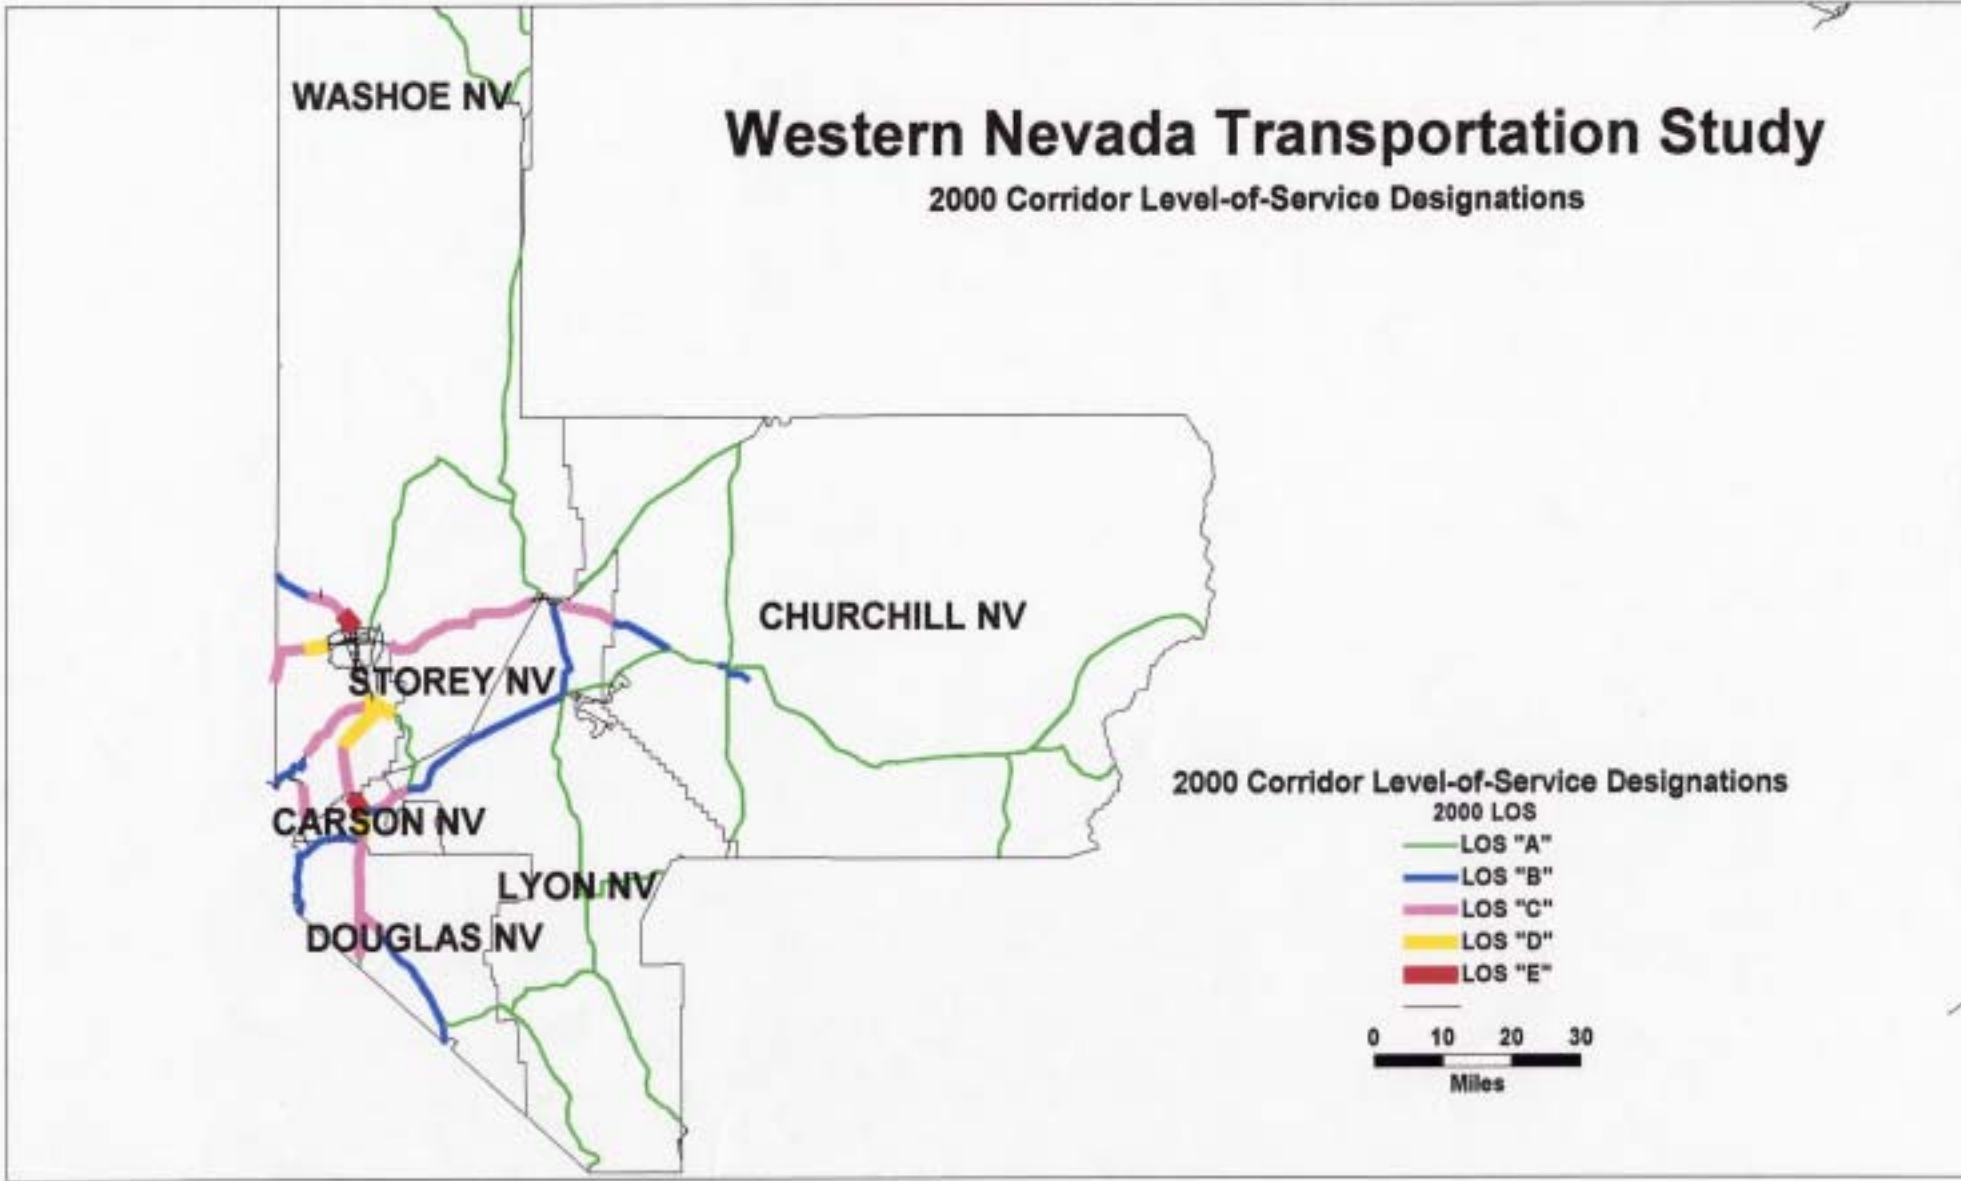 WASHOE NV
Western Nevada Transportation Study
2000 Corridor Level-of-Service Designations
CHURCHILL NV
STOREY NV
CARSON NV
LYON NV
DOUGLAS NV
2000 Corridor Level-of-Service Designations
2000 LOS
LOS "A"
LOS "B"
LOS "C"
LOS "D"
LOS "E"
0 10 20 30
Miles